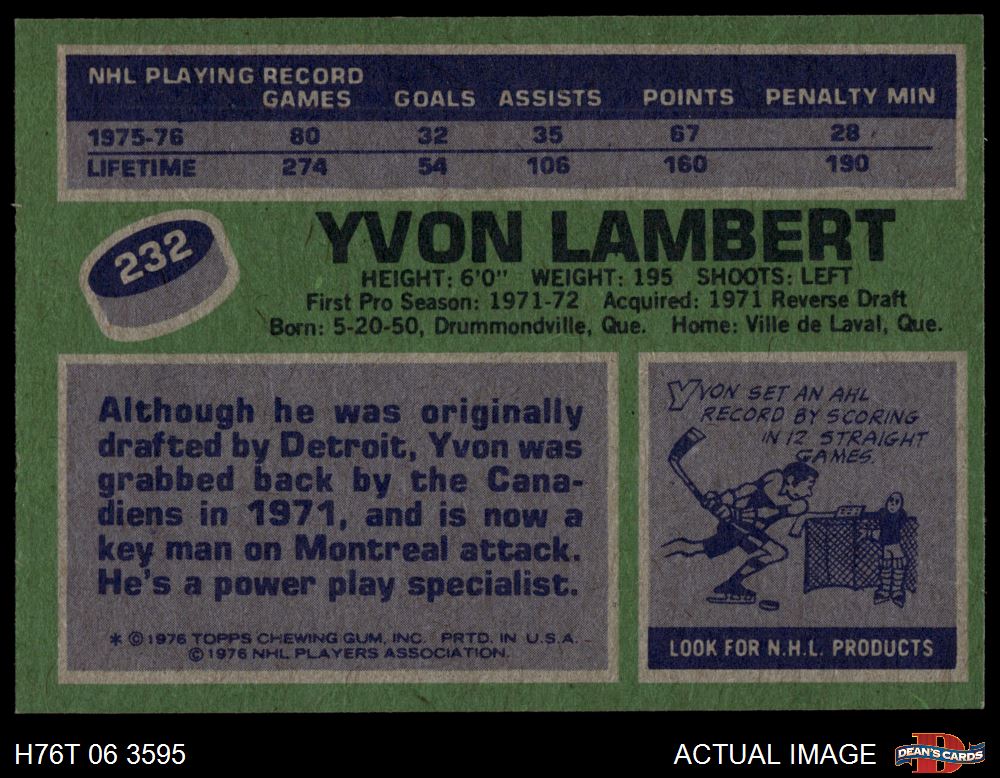 NHL PLAYING RECORD
GAMES GOALS ASSISTS POINTS PENALTY MIN
1975-76 80 32 35 67 28
LIFETIME 274 54 106 160 190
232
YVON LAMBERT
HEIGHT: 6'0" WEIGHT: 195 SHOOTS: LEFT
First Pro Season: 1971-72 Acquired: 1971 Reverse Draft
Born: 5-20-50, Drummondville, Que. Home: Ville de Laval, Que.
Although he was originally
drafted by Detroit, Yvon was
grabbed back by the Cana-
diens in 1971, and is now a
key man on Montreal attack.
He's a power play specialist.
* © 1976 TOPPS CHEWING GUM, INC. PRTD. IN U.S.A.
© 1976 NHL PLAYERS ASSOCIATION.
YVON SET AN AHL
RECORD BY SCORING
IN 12 STRAIGHT
GAMES.
LOOK FOR N.H.L. PRODUCTS
H76T 06 3595
ACTUAL IMAGE
D
DEAN'S CARDS